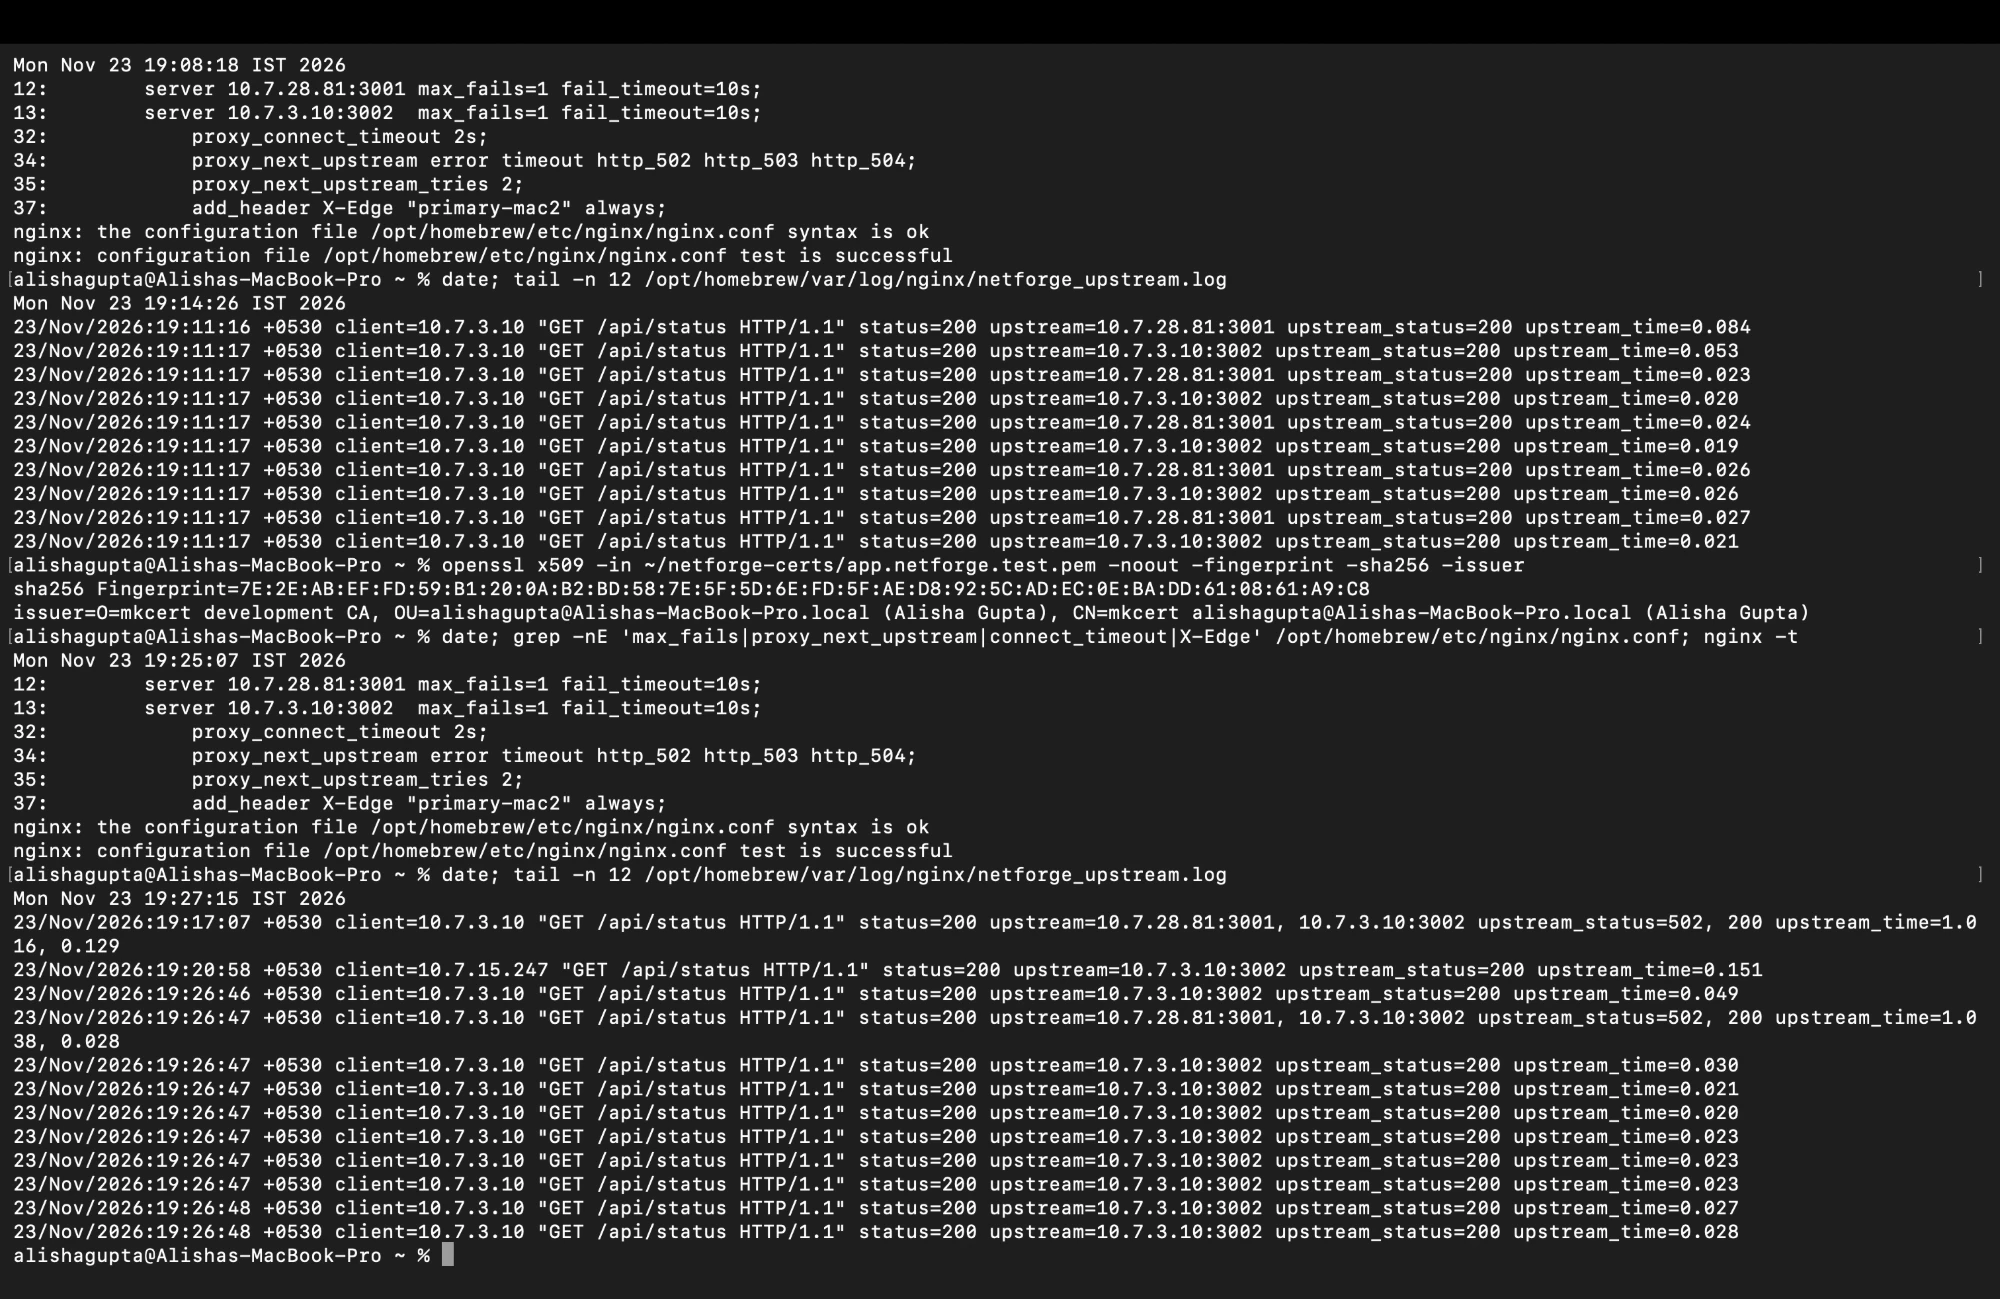 Mon Nov 23 19:08:18 IST 2026
12:        server 10.7.28.81:3001 max_fails=1 fail_timeout=10s;
13:        server 10.7.3.10:3002  max_fails=1 fail_timeout=10s;
32:            proxy_connect_timeout 2s;
34:            proxy_next_upstream error timeout http_502 http_503 http_504;
35:            proxy_next_upstream_tries 2;
37:            add_header X-Edge "primary-mac2" always;
nginx: the configuration file /opt/homebrew/etc/nginx/nginx.conf syntax is ok
nginx: configuration file /opt/homebrew/etc/nginx/nginx.conf test is successful
[alishagupta@Alishas-MacBook-Pro ~ % date; tail -n 12 /opt/homebrew/var/log/nginx/netforge_upstream.log ]
Mon Nov 23 19:14:26 IST 2026
23/Nov/2026:19:11:16 +0530 client=10.7.3.10 "GET /api/status HTTP/1.1" status=200 upstream=10.7.28.81:3001 upstream_status=200 upstream_time=0.084
23/Nov/2026:19:11:17 +0530 client=10.7.3.10 "GET /api/status HTTP/1.1" status=200 upstream=10.7.3.10:3002 upstream_status=200 upstream_time=0.053
23/Nov/2026:19:11:17 +0530 client=10.7.3.10 "GET /api/status HTTP/1.1" status=200 upstream=10.7.28.81:3001 upstream_status=200 upstream_time=0.023
23/Nov/2026:19:11:17 +0530 client=10.7.3.10 "GET /api/status HTTP/1.1" status=200 upstream=10.7.3.10:3002 upstream_status=200 upstream_time=0.020
23/Nov/2026:19:11:17 +0530 client=10.7.3.10 "GET /api/status HTTP/1.1" status=200 upstream=10.7.28.81:3001 upstream_status=200 upstream_time=0.024
23/Nov/2026:19:11:17 +0530 client=10.7.3.10 "GET /api/status HTTP/1.1" status=200 upstream=10.7.3.10:3002 upstream_status=200 upstream_time=0.019
23/Nov/2026:19:11:17 +0530 client=10.7.3.10 "GET /api/status HTTP/1.1" status=200 upstream=10.7.28.81:3001 upstream_status=200 upstream_time=0.026
23/Nov/2026:19:11:17 +0530 client=10.7.3.10 "GET /api/status HTTP/1.1" status=200 upstream=10.7.3.10:3002 upstream_status=200 upstream_time=0.026
23/Nov/2026:19:11:17 +0530 client=10.7.3.10 "GET /api/status HTTP/1.1" status=200 upstream=10.7.28.81:3001 upstream_status=200 upstream_time=0.027
23/Nov/2026:19:11:17 +0530 client=10.7.3.10 "GET /api/status HTTP/1.1" status=200 upstream=10.7.3.10:3002 upstream_status=200 upstream_time=0.021
[alishagupta@Alishas-MacBook-Pro ~ % openssl x509 -in ~/netforge-certs/app.netforge.test.pem -noout -fingerprint -sha256 -issuer ]
sha256 Fingerprint=7E:2E:AB:EF:FD:59:B1:20:0A:B2:BD:58:7E:5F:5D:6E:FD:5F:AE:D8:92:5C:AD:EC:0E:BA:DD:61:08:61:A9:C8
issuer=O=mkcert development CA, OU=alishagupta@Alishas-MacBook-Pro.local (Alisha Gupta), CN=mkcert alishagupta@Alishas-MacBook-Pro.local (Alisha Gupta)
[alishagupta@Alishas-MacBook-Pro ~ % date; grep -nE 'max_fails|proxy_next_upstream|connect_timeout|X-Edge' /opt/homebrew/etc/nginx/nginx.conf; nginx -t ]
Mon Nov 23 19:25:07 IST 2026
12:        server 10.7.28.81:3001 max_fails=1 fail_timeout=10s;
13:        server 10.7.3.10:3002  max_fails=1 fail_timeout=10s;
32:            proxy_connect_timeout 2s;
34:            proxy_next_upstream error timeout http_502 http_503 http_504;
35:            proxy_next_upstream_tries 2;
37:            add_header X-Edge "primary-mac2" always;
nginx: the configuration file /opt/homebrew/etc/nginx/nginx.conf syntax is ok
nginx: configuration file /opt/homebrew/etc/nginx/nginx.conf test is successful
[alishagupta@Alishas-MacBook-Pro ~ % date; tail -n 12 /opt/homebrew/var/log/nginx/netforge_upstream.log ]
Mon Nov 23 19:27:15 IST 2026
23/Nov/2026:19:17:07 +0530 client=10.7.3.10 "GET /api/status HTTP/1.1" status=200 upstream=10.7.28.81:3001, 10.7.3.10:3002 upstream_status=502, 200 upstream_time=1.0
16, 0.129
23/Nov/2026:19:20:58 +0530 client=10.7.15.247 "GET /api/status HTTP/1.1" status=200 upstream=10.7.3.10:3002 upstream_status=200 upstream_time=0.151
23/Nov/2026:19:26:46 +0530 client=10.7.3.10 "GET /api/status HTTP/1.1" status=200 upstream=10.7.3.10:3002 upstream_status=200 upstream_time=0.049
23/Nov/2026:19:26:47 +0530 client=10.7.3.10 "GET /api/status HTTP/1.1" status=200 upstream=10.7.28.81:3001, 10.7.3.10:3002 upstream_status=502, 200 upstream_time=1.0
38, 0.028
23/Nov/2026:19:26:47 +0530 client=10.7.3.10 "GET /api/status HTTP/1.1" status=200 upstream=10.7.3.10:3002 upstream_status=200 upstream_time=0.030
23/Nov/2026:19:26:47 +0530 client=10.7.3.10 "GET /api/status HTTP/1.1" status=200 upstream=10.7.3.10:3002 upstream_status=200 upstream_time=0.021
23/Nov/2026:19:26:47 +0530 client=10.7.3.10 "GET /api/status HTTP/1.1" status=200 upstream=10.7.3.10:3002 upstream_status=200 upstream_time=0.020
23/Nov/2026:19:26:47 +0530 client=10.7.3.10 "GET /api/status HTTP/1.1" status=200 upstream=10.7.3.10:3002 upstream_status=200 upstream_time=0.023
23/Nov/2026:19:26:47 +0530 client=10.7.3.10 "GET /api/status HTTP/1.1" status=200 upstream=10.7.3.10:3002 upstream_status=200 upstream_time=0.023
23/Nov/2026:19:26:47 +0530 client=10.7.3.10 "GET /api/status HTTP/1.1" status=200 upstream=10.7.3.10:3002 upstream_status=200 upstream_time=0.023
23/Nov/2026:19:26:48 +0530 client=10.7.3.10 "GET /api/status HTTP/1.1" status=200 upstream=10.7.3.10:3002 upstream_status=200 upstream_time=0.027
23/Nov/2026:19:26:48 +0530 client=10.7.3.10 "GET /api/status HTTP/1.1" status=200 upstream=10.7.3.10:3002 upstream_status=200 upstream_time=0.028
alishagupta@Alishas-MacBook-Pro ~ %